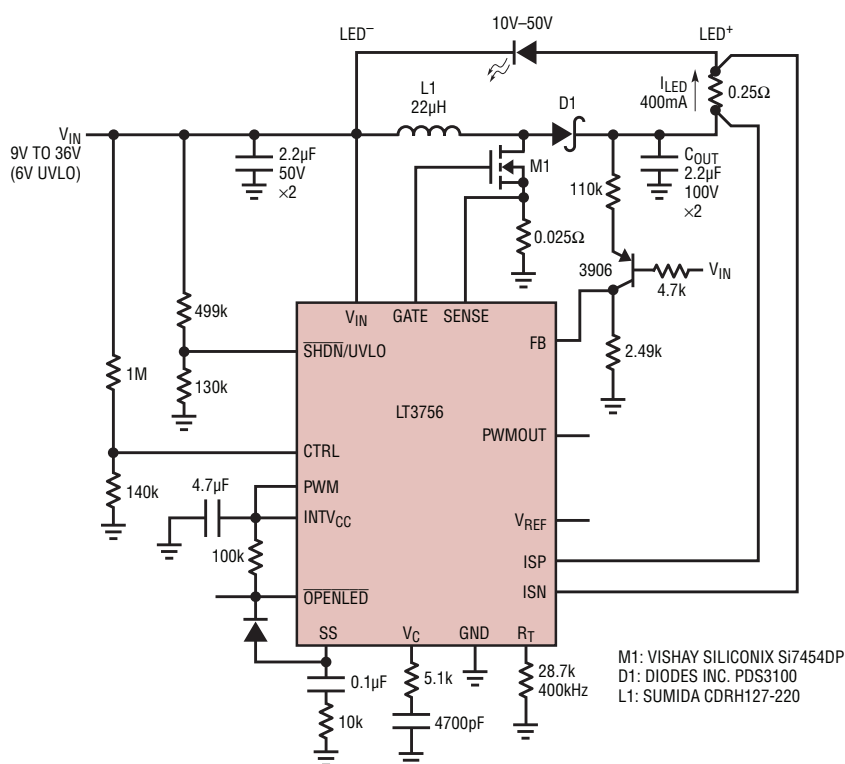 10V–50V
LED⁻
LED⁺
L1
22µH
D1
I_LED
400mA
0.25Ω
V_IN
9V TO 36V
(6V UVLO)
2.2µF
50V
×2
M1
110k
C_OUT
2.2µF
100V
×2
0.025Ω
3906
V_IN
4.7k
499k
V_IN
GATE
SENSE
FB
2.49k
SHDN/UVLO
1M
130k
LT3756
PWMOUT
CTRL
140k
4.7µF
PWM
INTV_CC
V_REF
100k
ISP
OPENLED
ISN
SS
V_C
GND
R_T
0.1µF
5.1k
28.7k
400kHz
10k
4700pF
M1: VISHAY SILICONIX Si7454DP
D1: DIODES INC. PDS3100
L1: SUMIDA CDRH127-220